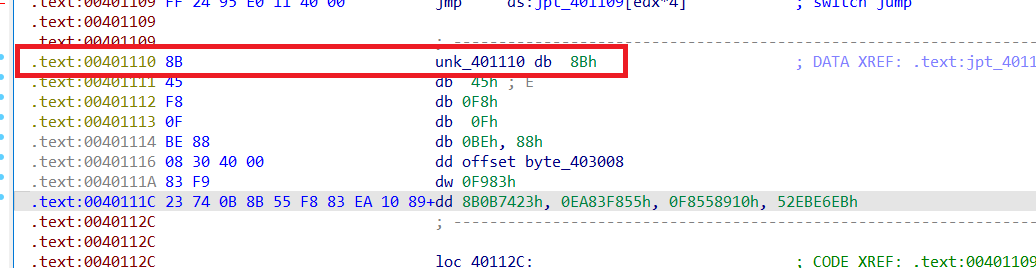 .text:00401109 FF 24 95 E0 11 40 00 jmp ds:jpt_401109[edx*4] ; switch jump
.text:00401109
.text:00401109 ; ---------------------------------------------------------------------------
.text:00401110 8B unk_401110 db 8Bh ; DATA XREF: .text:jpt_401
.text:00401111 45 db 45h ; E
.text:00401112 F8 db 0F8h
.text:00401113 0F db 0Fh
.text:00401114 BE 88 db 0BEh, 88h
.text:00401116 08 30 40 00 dd offset byte_403008
.text:0040111A 83 F9 dw 0F983h
.text:0040111C 23 74 0B 8B 55 F8 83 EA 10 89+dd 8B0B7423h, 0EA83F855h, 0F8558910h, 52EBE6EBh
.text:0040112C ; ---------------------------------------------------------------------------
.text:0040112C
.text:0040112C loc_40112C: ; CODE XREF: .text:00401109